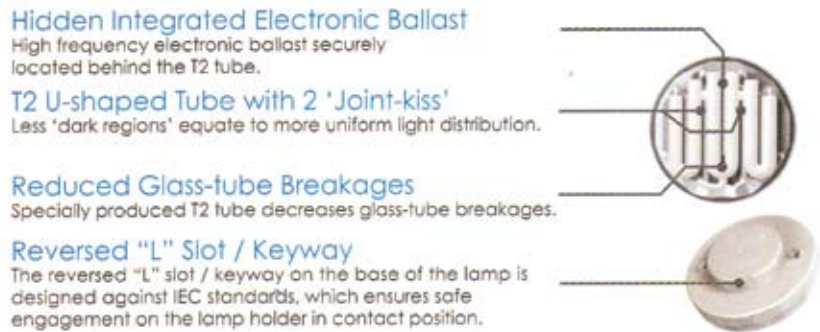 Hidden Integrated Electronic Ballast
High frequency electronic ballast securely
located behind the T2 tube.
T2 U-shaped Tube with 2 'Joint-kiss'
Less 'dark regions' equate to more uniform light distribution.
Reduced Glass-tube Breakages
Specially produced T2 tube decreases glass-tube breakages.
Reversed "L" Slot / Keyway
The reversed "L" slot / keyway on the base of the lamp is
designed against IEC standards, which ensures safe
engagement on the lamp holder in contact position.